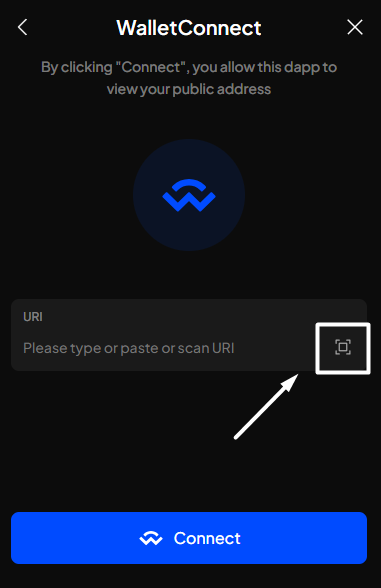 WalletConnect
By clicking "Connect", you allow this dapp to
view your public address
URI
Please type or paste or scan URI
Connect